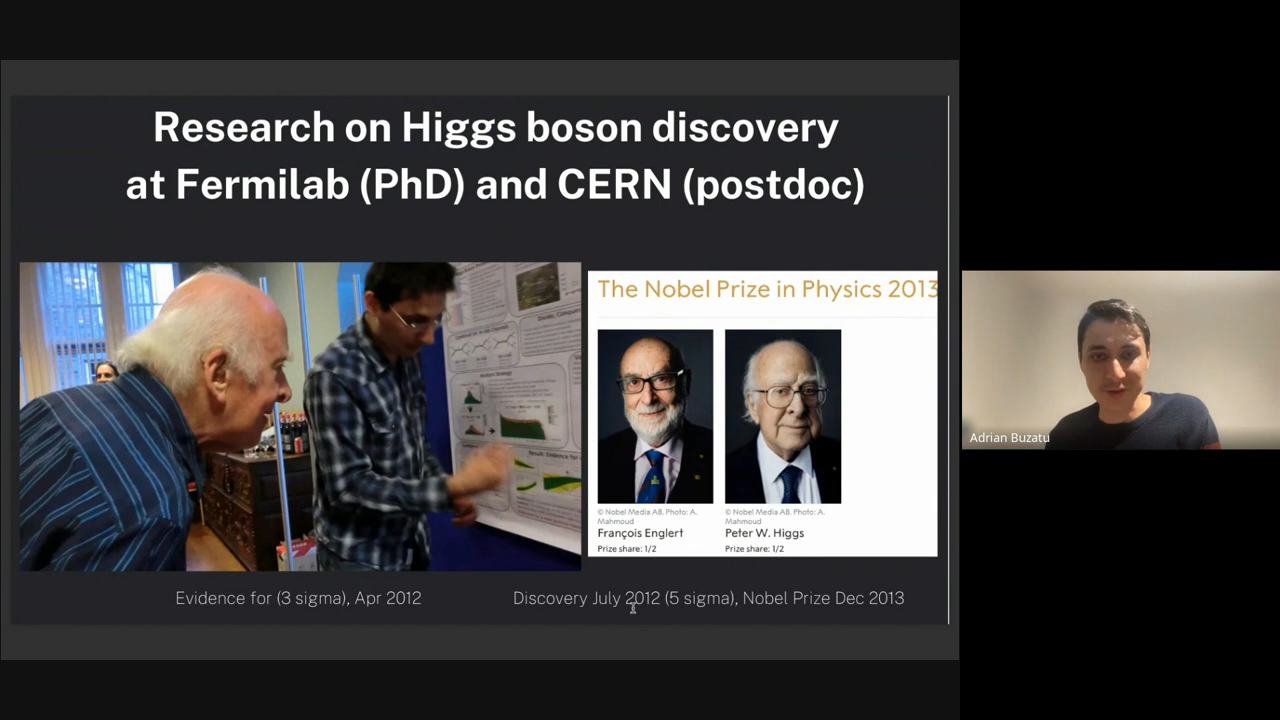 Research on Higgs boson discovery
at Fermilab (PhD) and CERN (postdoc)
The Nobel Prize in Physics 2013
© Nobel Media AB. Photo: A.
Mahmoud
François Englert
Prize share: 1/2
© Nobel Media AB. Photo: A.
Mahmoud
Peter W. Higgs
Prize share: 1/2
Evidence for (3 sigma), Apr 2012
Discovery July 2012 (5 sigma), Nobel Prize Dec 2013
Adrian Buzatu